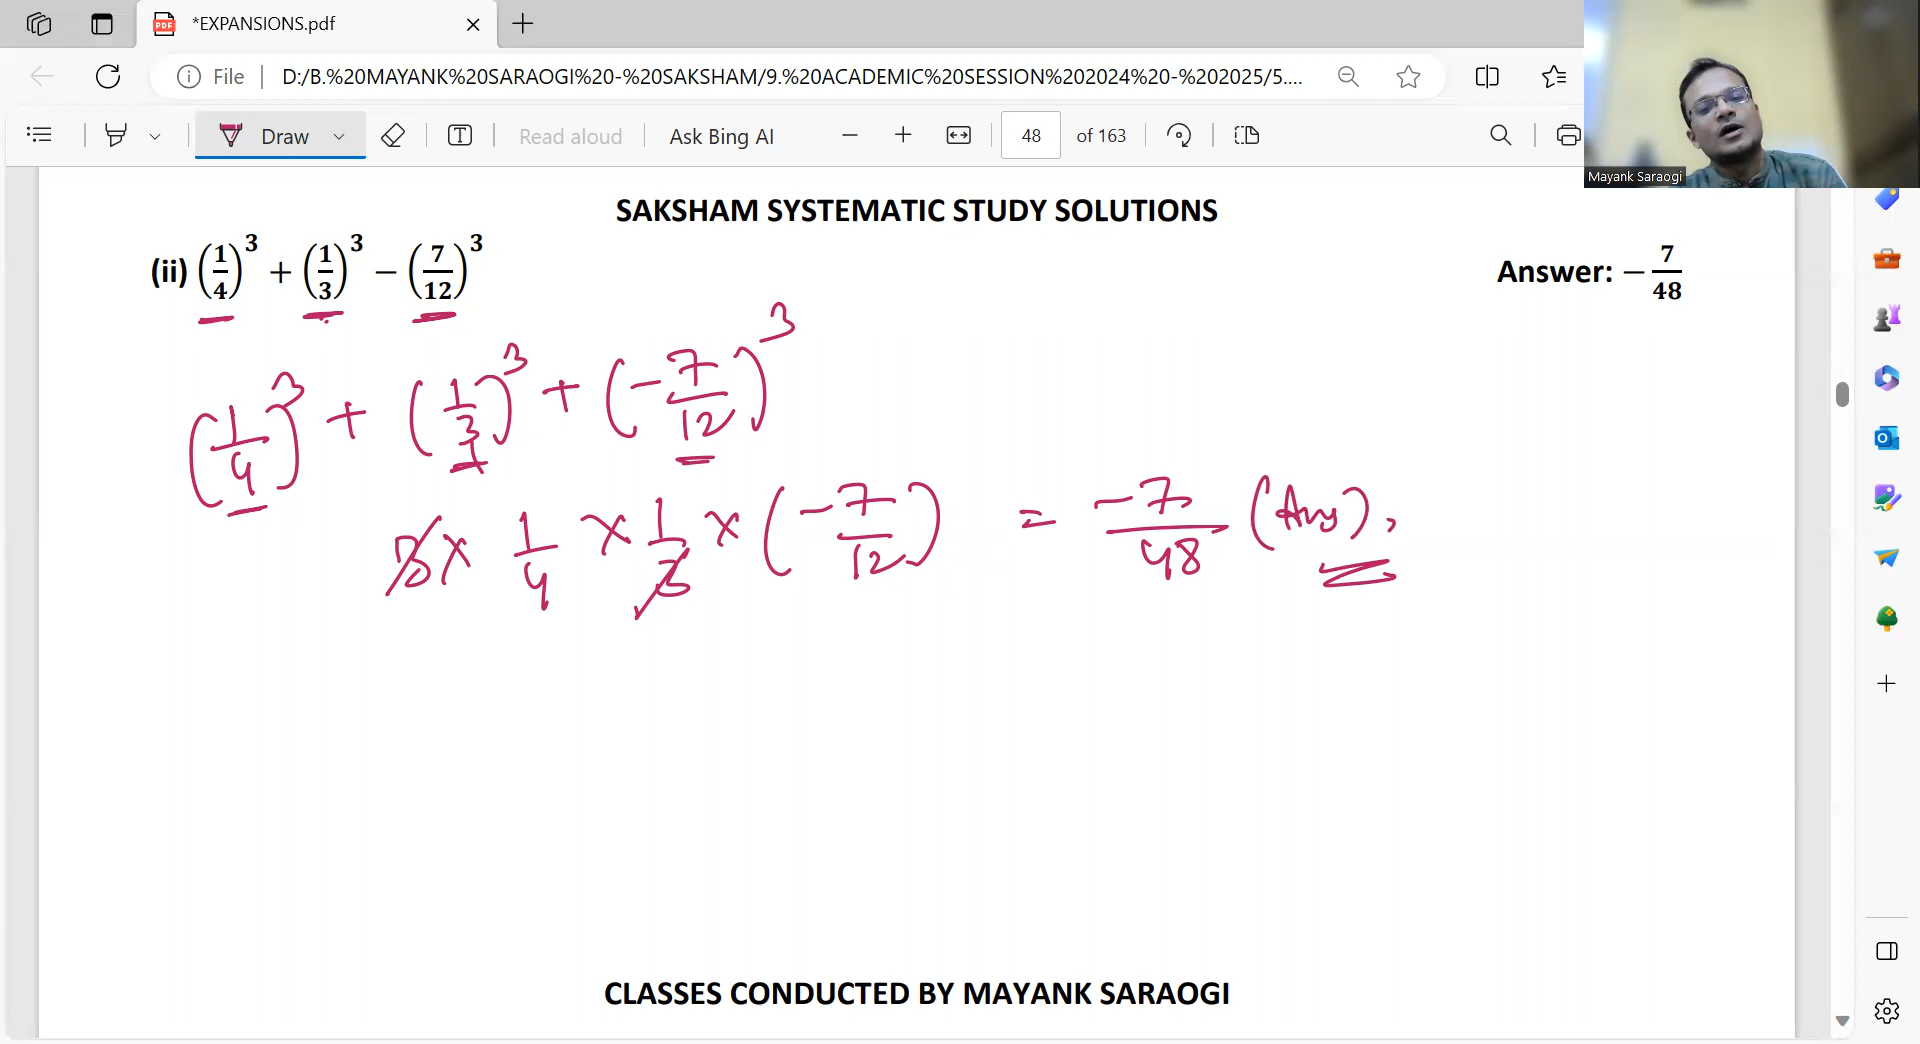 *EXPANSIONS.pdf
File D:/B.%20MAYANK%20SARAOGI%20-%20SAKSHAM/9.%20ACADEMIC%20SESSION%202024%20-%202025/5....
Draw Read aloud Ask Bing AI 48 of 163
Mayank Saraogi
SAKSHAM SYSTEMATIC STUDY SOLUTIONS
(ii) (1/4)³ + (1/3)³ − (7/12)³ Answer: − 7/48
(1/4)³ + (1/3)³ + (−7/12)³
3 × 1/4 × 1/3 × (−7/12) = −7/48 (Ans).
CLASSES CONDUCTED BY MAYANK SARAOGI